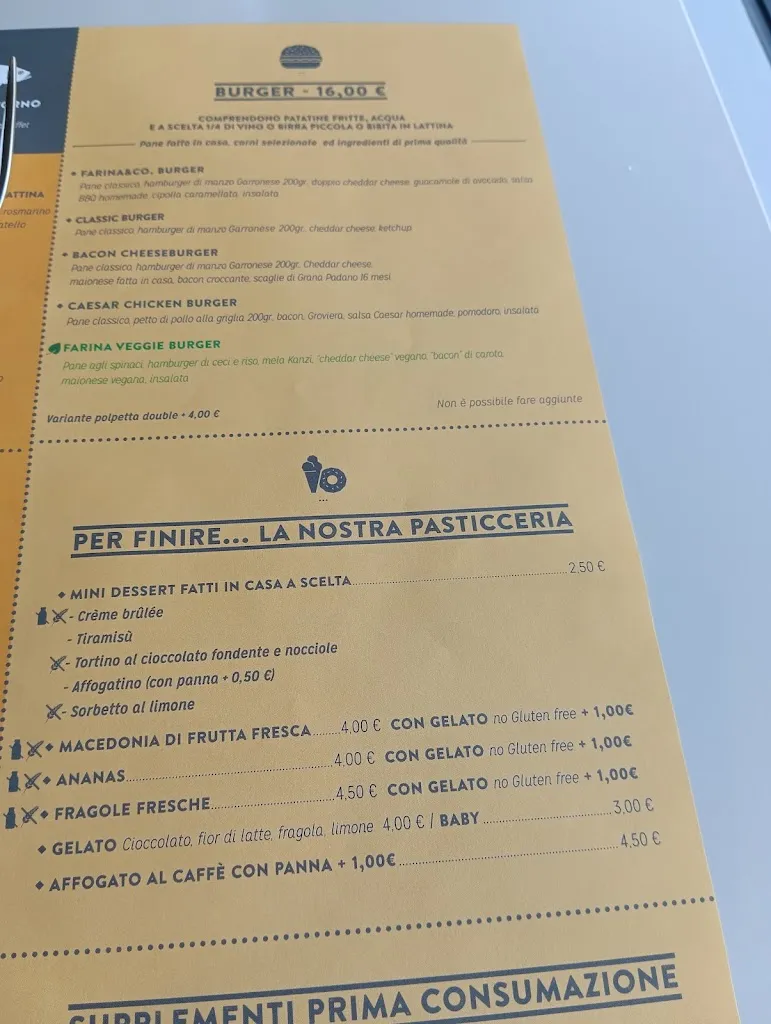 ORNO
ATTINA
rosmarino
atello
BURGER - 16,00 €
COMPRENDONO PATATINE FRITTE, ACQUA
E A SCELTA 1/4 DI VINO O BIRRA PICCOLA O BIBITA IN LATTINA
Pane fatto in casa, carni selezionate ed ingredienti di prima qualità
FARINA&CO. BURGER
Pane classico, hamburger di manzo Garronese 200gr, doppio cheddar cheese, guacamole di avocado, salsa
BBQ homemade, cipolla caramellata, insalata
CLASSIC BURGER
Pane classico, hamburger di manzo Garronese 200gr, cheddar cheese, ketchup
BACON CHEESEBURGER
Pane classico, hamburger di manzo Garronese 200gr, Cheddar cheese,
maionese fatta in casa, bacon croccante, scaglie di Grana Padano 16 mesi
CAESAR CHICKEN BURGER
Pane classico, petto di pollo alla griglia 200gr, bacon, Groviera, salsa Caesar homemade, pomodoro, insalata
FARINA VEGGIE BURGER
Pane agli spinaci, hamburger di ceci e riso, mela Kanzi, "cheddar cheese" vegano, "bacon" di carota,
maionese vegana, insalata
Variante polpetta double + 4,00 €
Non è possibile fare aggiunte
PER FINIRE... LA NOSTRA PASTICCERIA
MINI DESSERT FATTI IN CASA A SCELTA 2,50 €
- Crème brûlée
- Tiramisù
- Tortino al cioccolato fondente e nocciole
- Affogatino (con panna + 0,50 €)
- Sorbetto al limone
MACEDONIA DI FRUTTA FRESCA 4,00 € CON GELATO no Gluten free + 1,00€
ANANAS 4,00 € CON GELATO no Gluten free + 1,00€
FRAGOLE FRESCHE 4,50 € CON GELATO no Gluten free + 1,00€
GELATO Cioccolato, fior di latte, fragola, limone 4,00 € / BABY 3,00 €
AFFOGATO AL CAFFÈ CON PANNA + 1,00€ 4,50 €
SUPPLEMENTI PRIMA CONSUMAZIONE